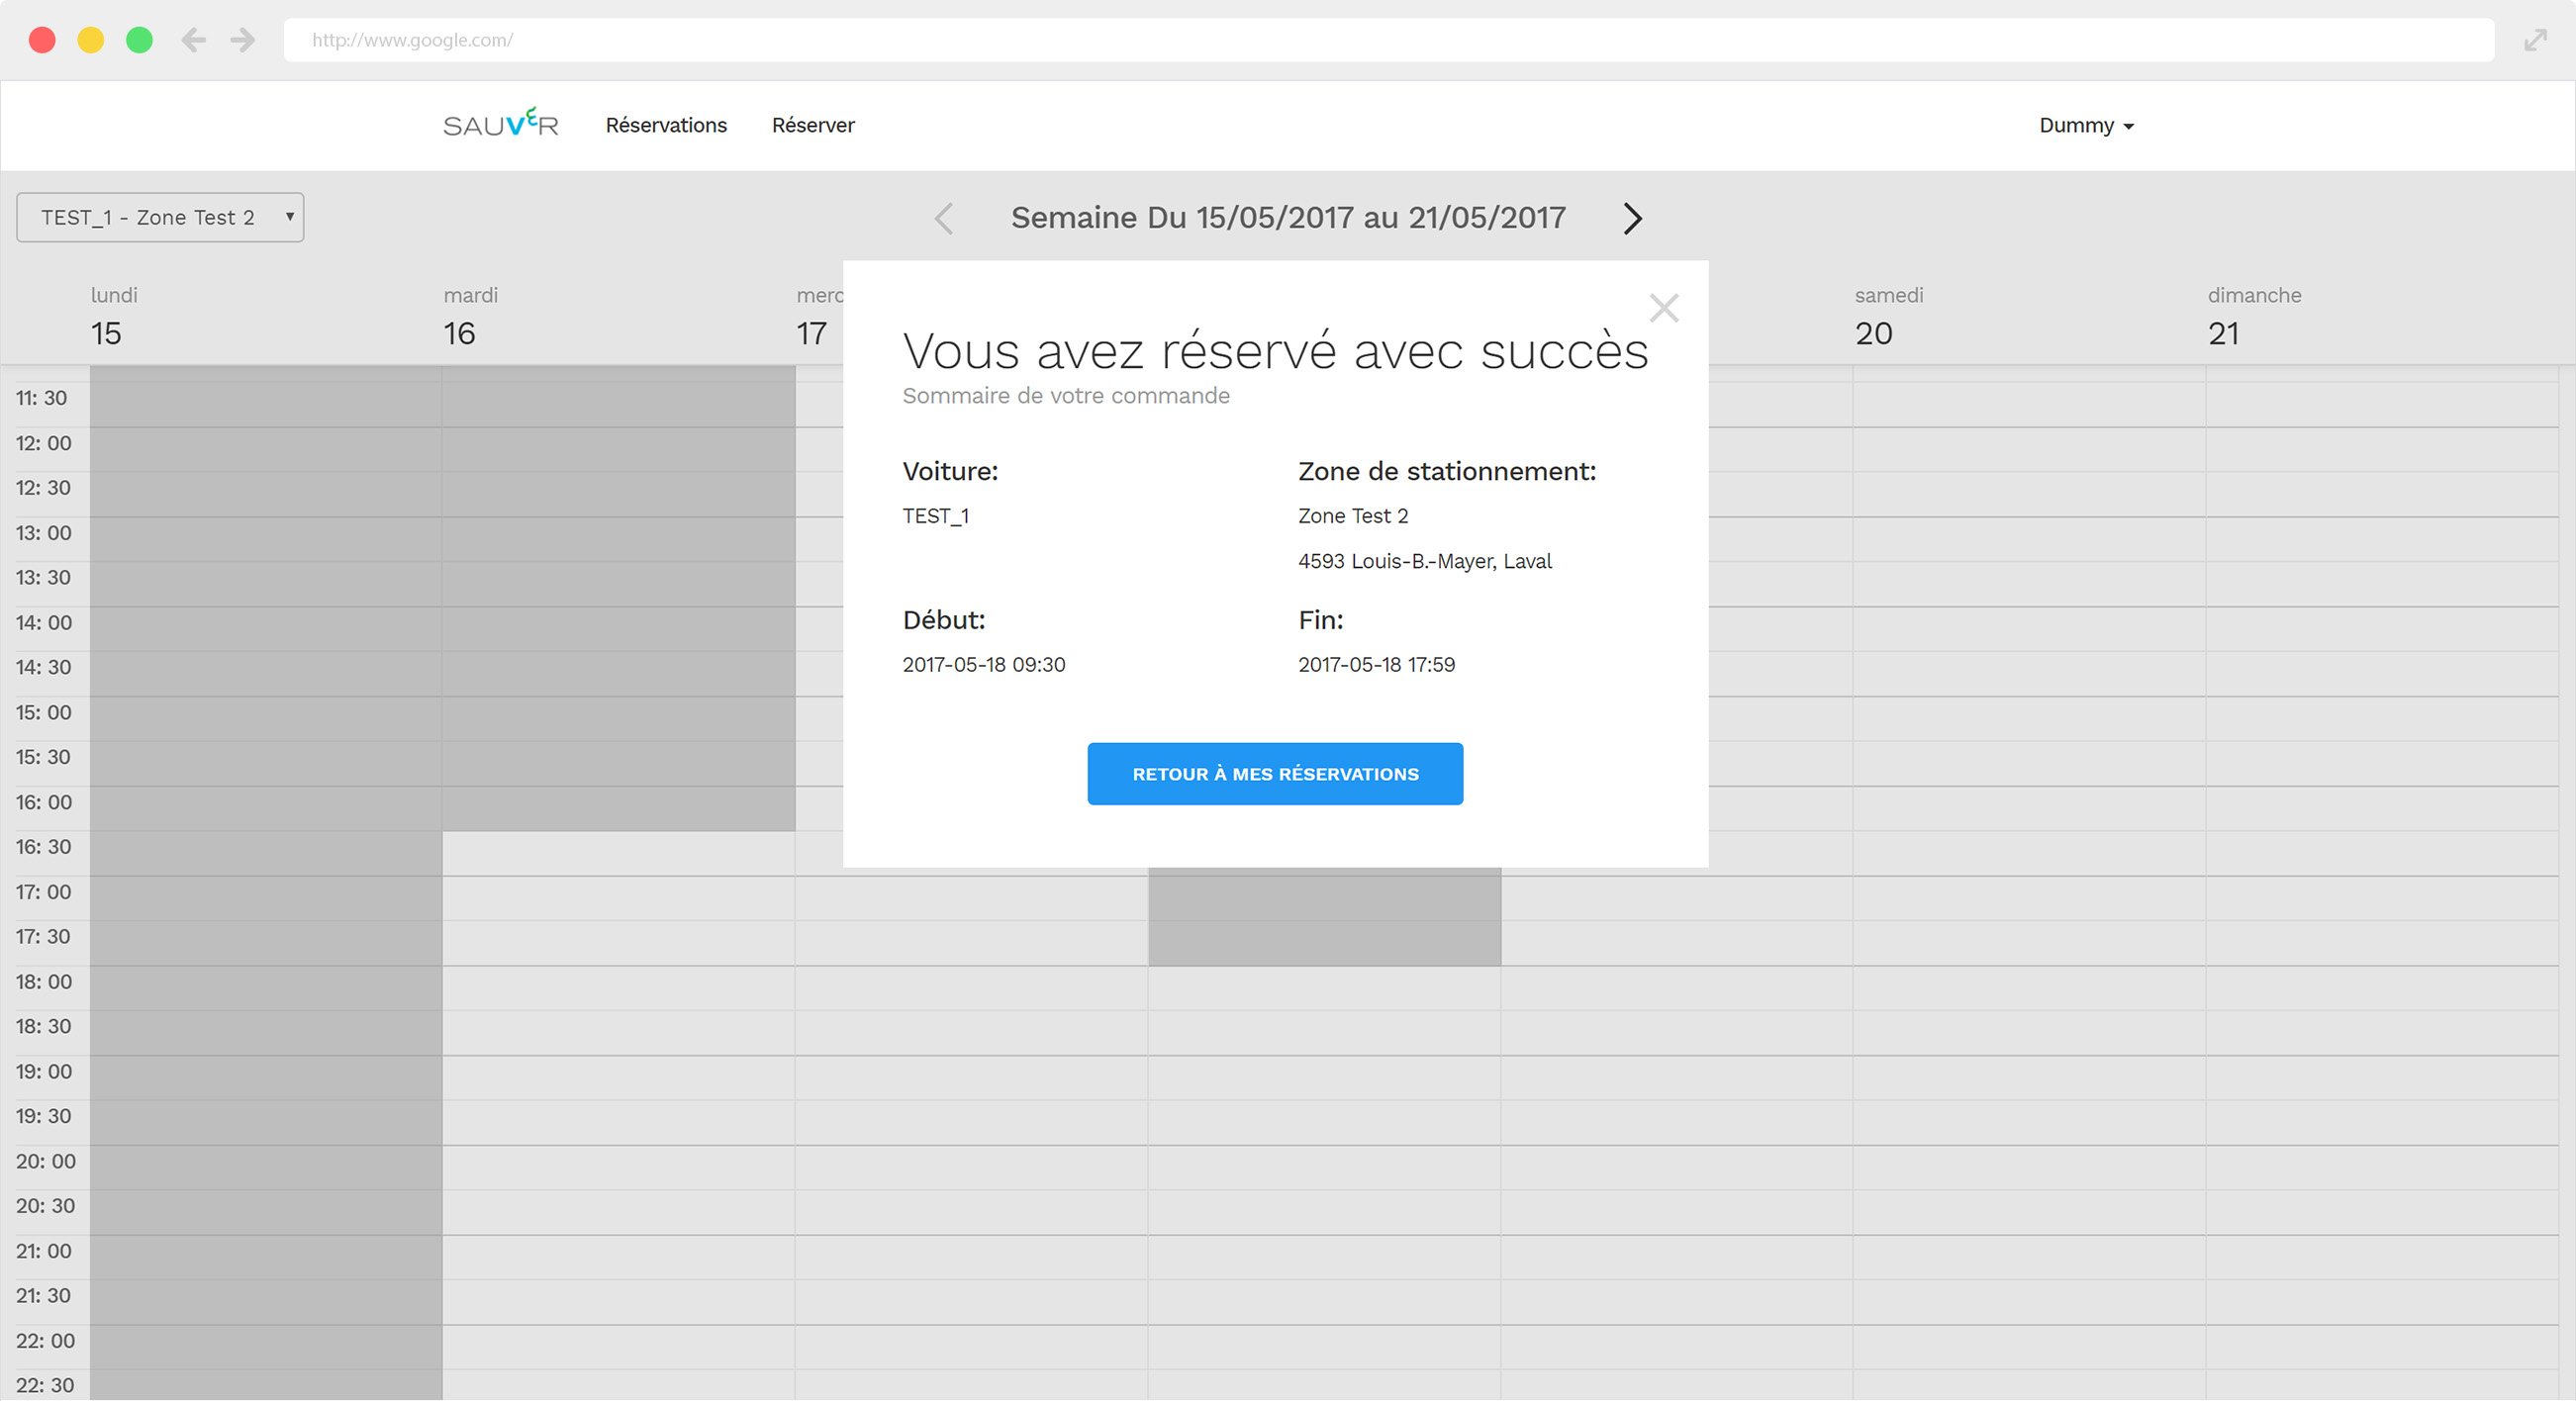 http://www.google.com/
SAUVER Réservations Réserver Dummy
TEST_1 - Zone Test 2
Semaine Du 15/05/2017 au 21/05/2017
lundi mardi samedi dimanche
15 16 17 20 21
Vous avez réservé avec succès
Sommaire de votre commande
Voiture: Zone de stationnement:
TEST_1 Zone Test 2
4593 Louis-B.-Mayer, Laval
Début: Fin:
2017-05-18 09:30 2017-05-18 17:59
RETOUR À MES RÉSERVATIONS
11: 30
12: 00
12: 30
13: 00
13: 30
14: 00
14: 30
15: 00
15: 30
16: 00
16: 30
17: 00
17: 30
18: 00
18: 30
19: 00
19: 30
20: 00
20: 30
21: 00
21: 30
22: 00
22: 30